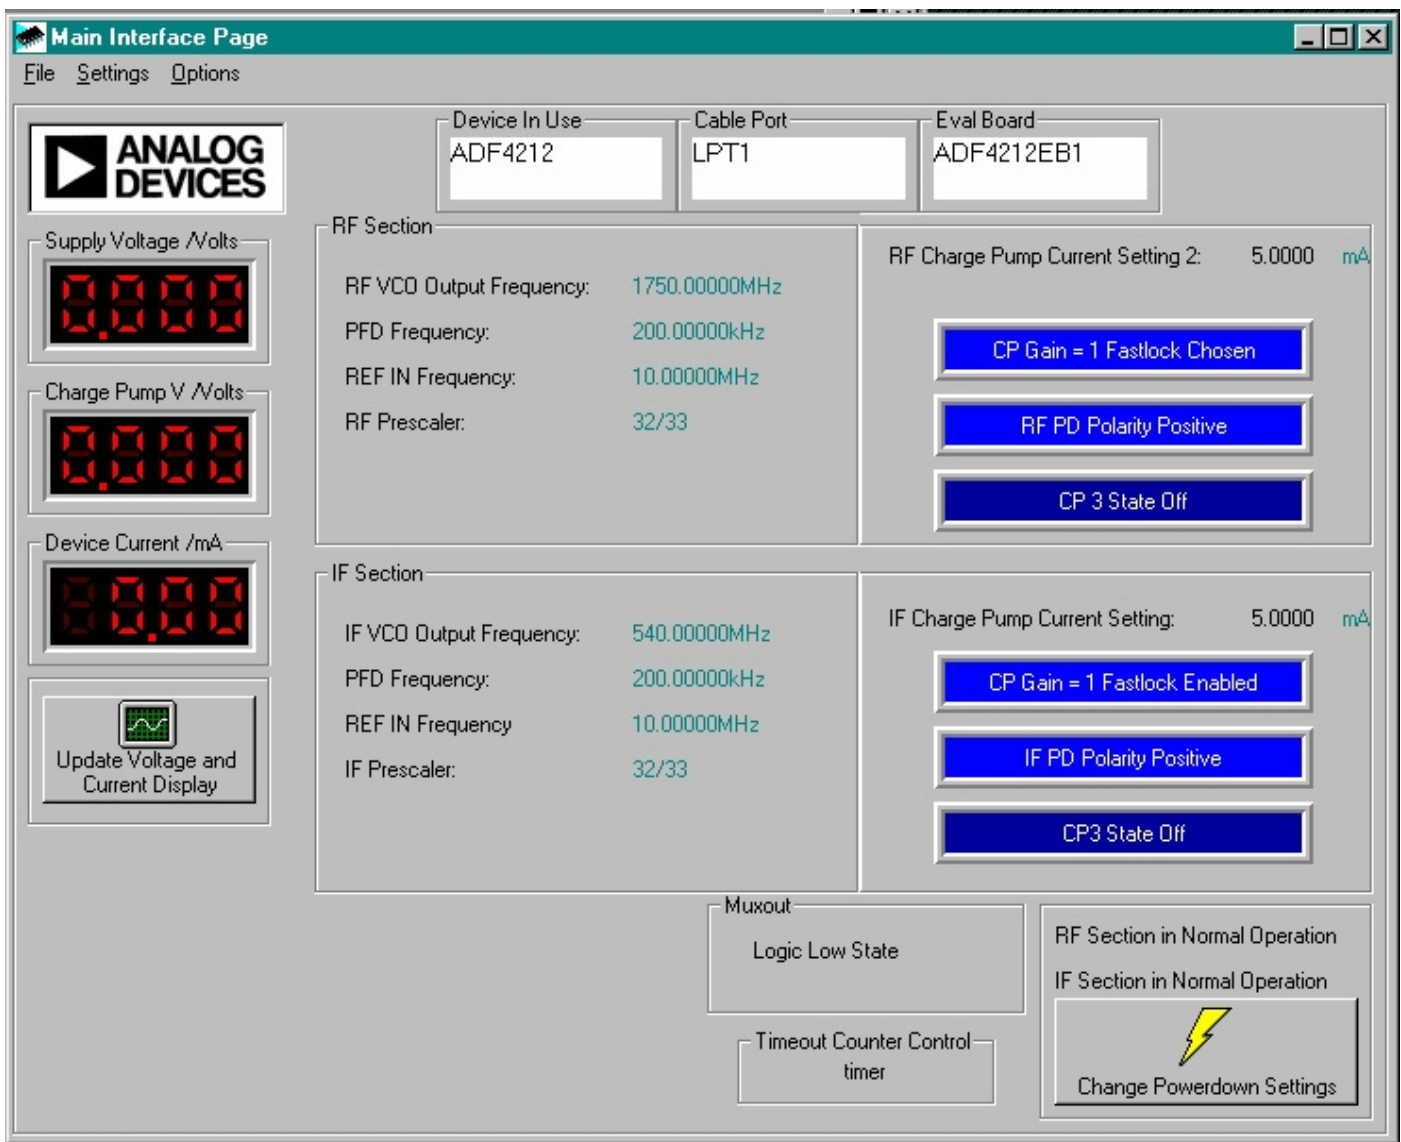 Main Interface Page
File Settings Options
ANALOG
DEVICES
Device In Use
ADF4212
Cable Port
LPT1
Eval Board
ADF4212EB1
Supply Voltage /Volts
0.000
Charge Pump V /Volts
0.000
Device Current /mA
0.00
Update Voltage and
Current Display
RF Section
RF VCO Output Frequency: 1750.00000MHz
PFD Frequency: 200.00000kHz
REF IN Frequency: 10.00000MHz
RF Prescaler: 32/33
RF Charge Pump Current Setting 2: 5.0000 mA
CP Gain = 1 Fastlock Chosen
RF PD Polarity Positive
CP 3 State Off
IF Section
IF VCO Output Frequency: 540.00000MHz
PFD Frequency: 200.00000kHz
REF IN Frequency 10.00000MHz
IF Prescaler: 32/33
IF Charge Pump Current Setting: 5.0000 mA
CP Gain = 1 Fastlock Enabled
IF PD Polarity Positive
CP3 State Off
Muxout
Logic Low State
Timeout Counter Control
timer
RF Section in Normal Operation
IF Section in Normal Operation
Change Powerdown Settings